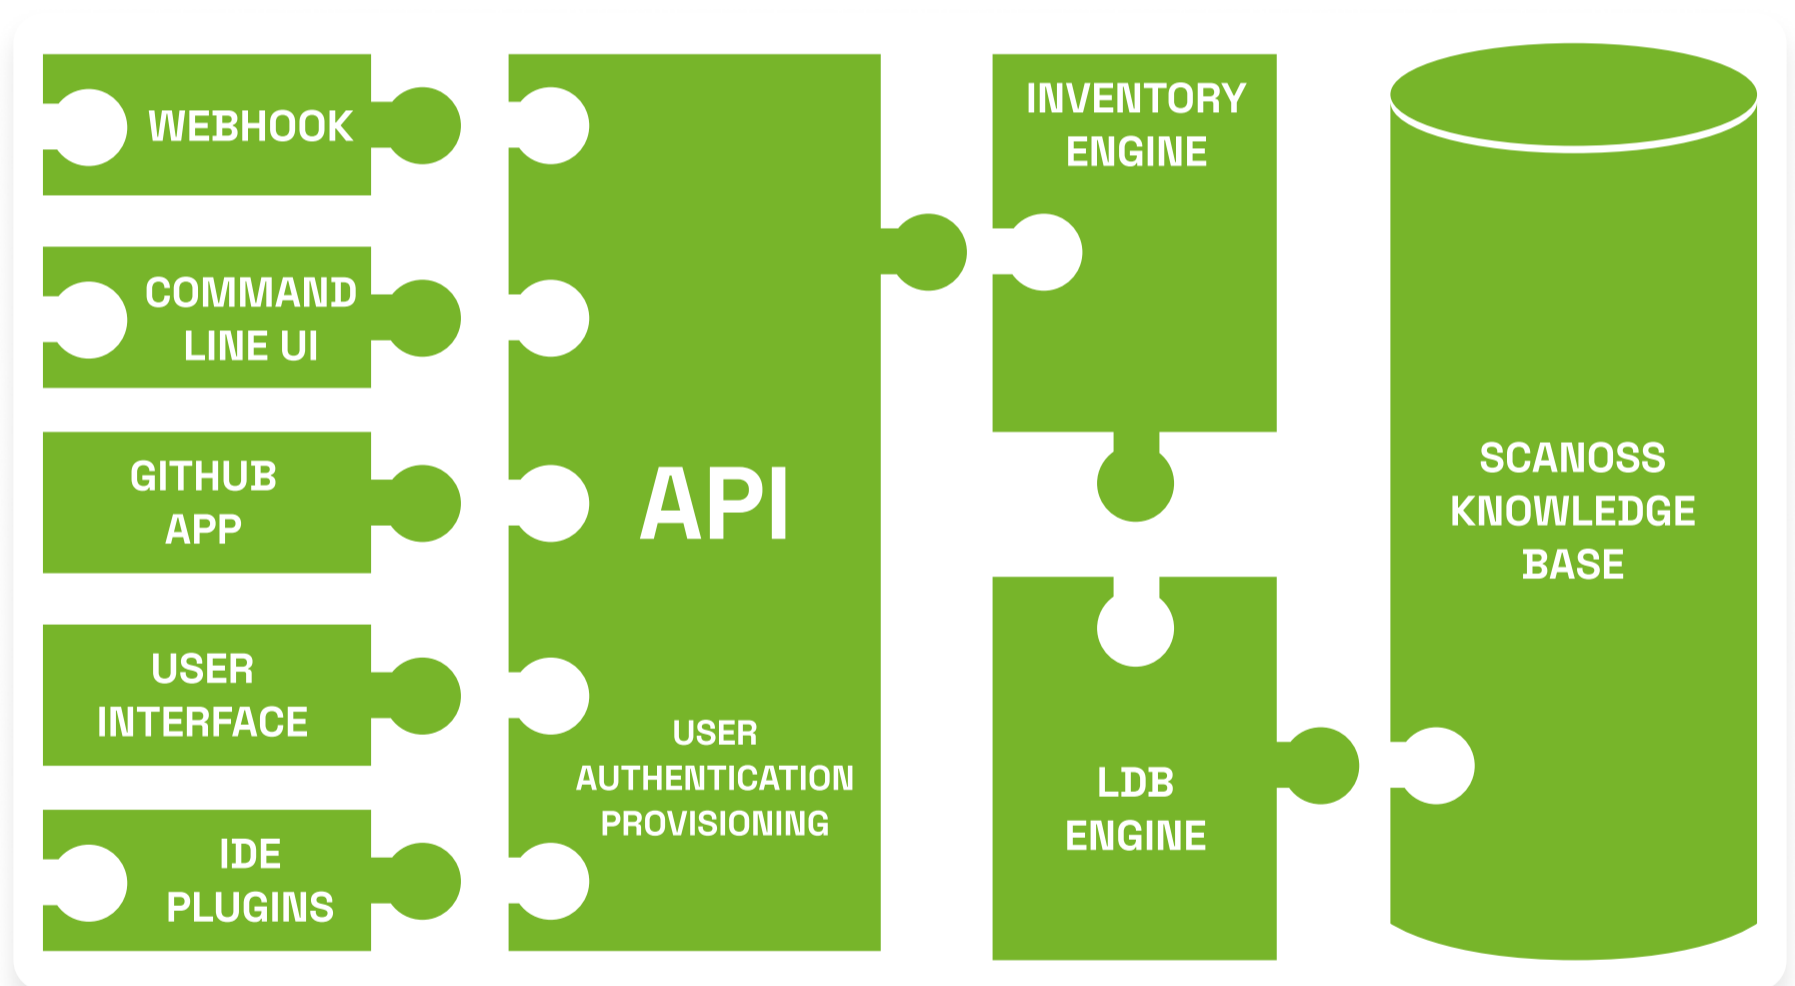 WEBHOOK
COMMAND
LINE UI
GITHUB
APP
USER
INTERFACE
IDE
PLUGINS
API
USER
AUTHENTICATION
PROVISIONING
INVENTORY
ENGINE
LDB
ENGINE
SCANOSS
KNOWLEDGE
BASE